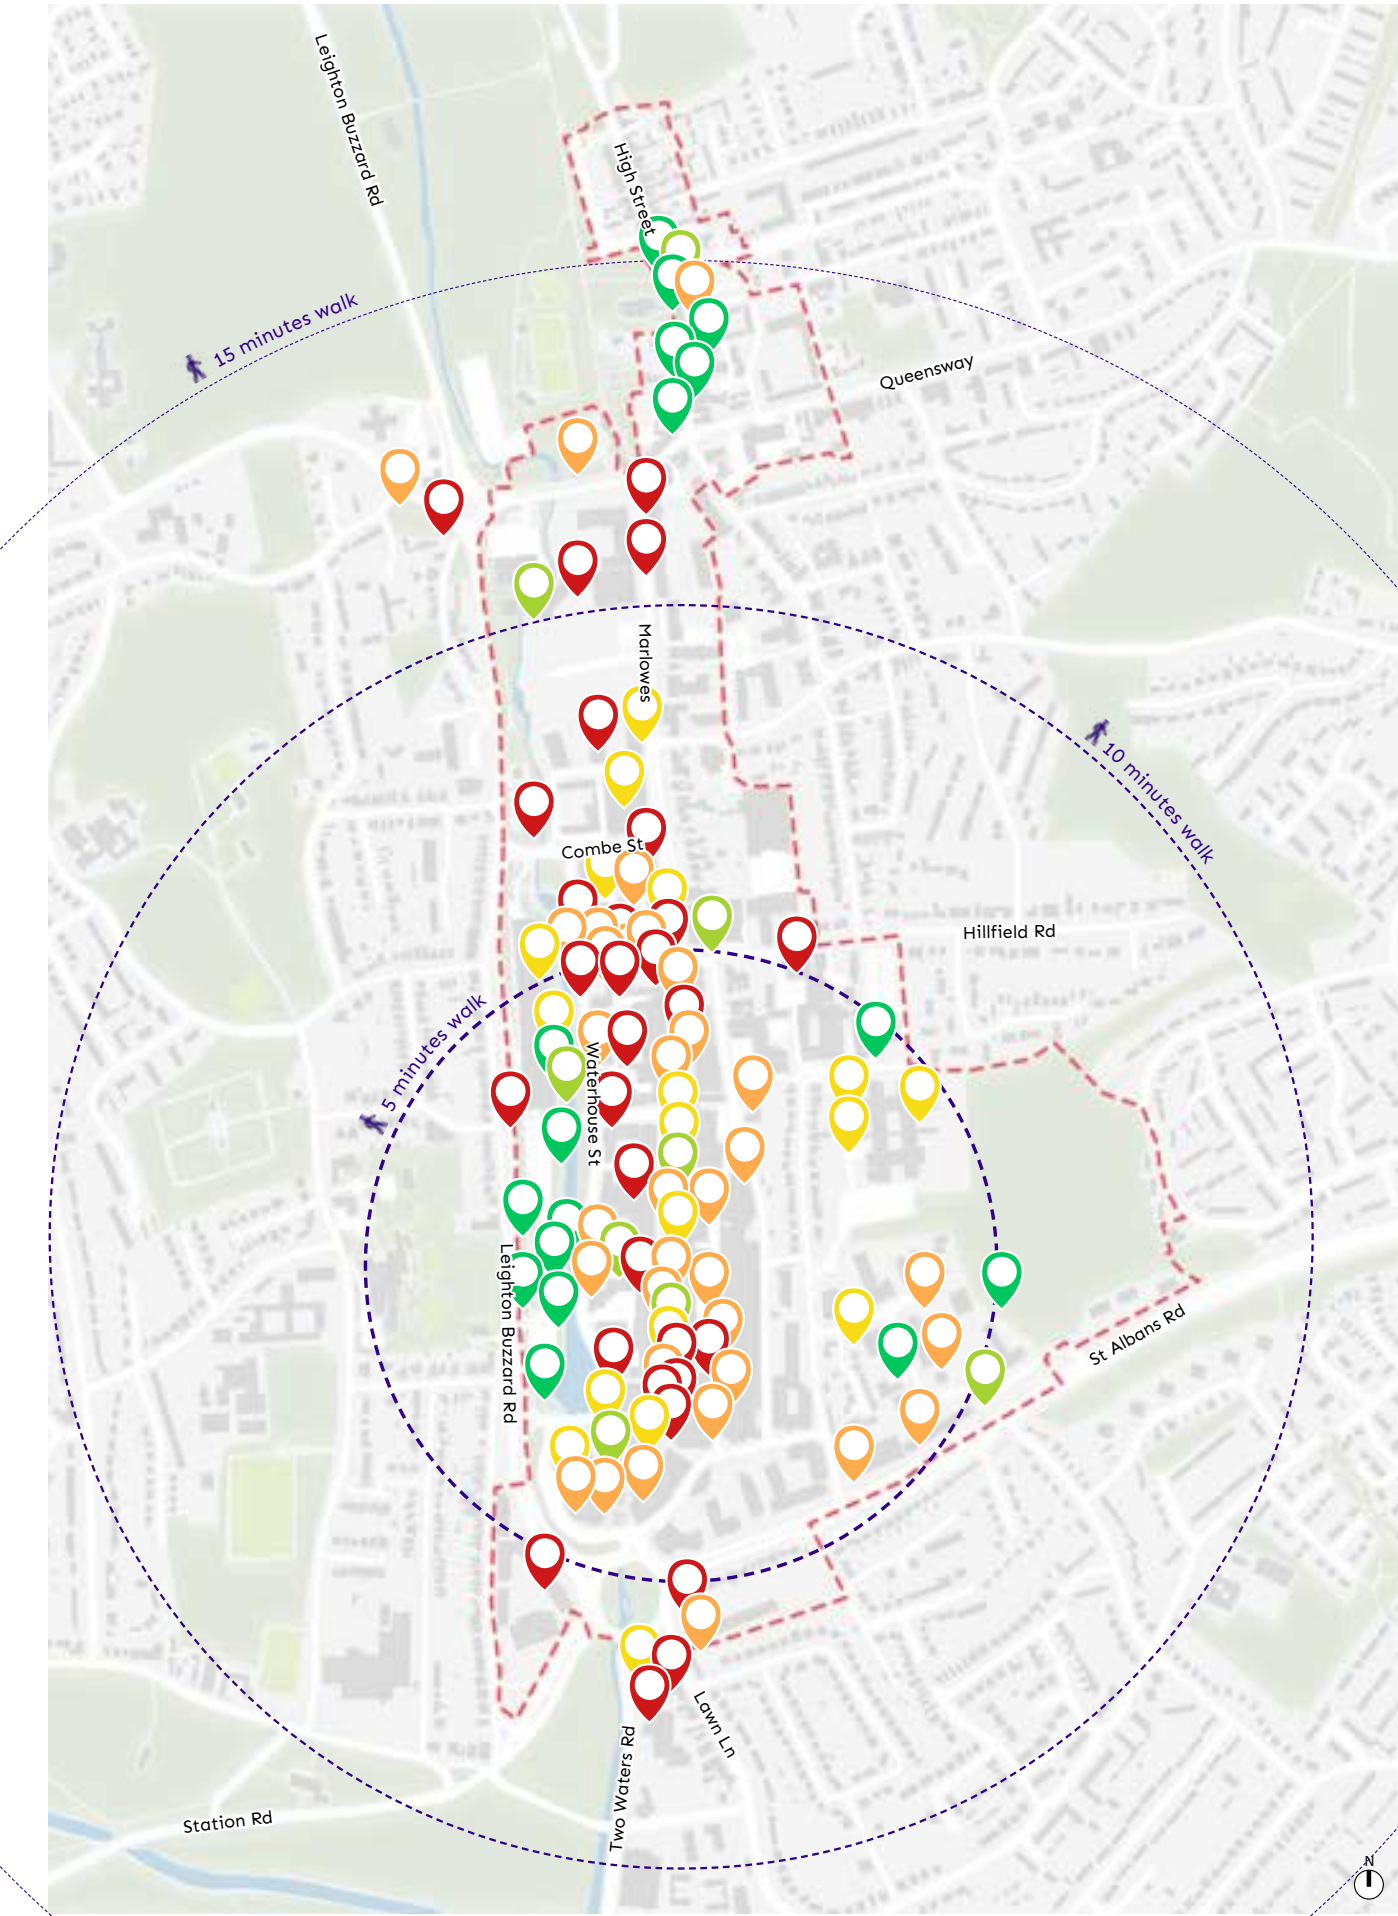 Leighton Buzzard Rd
High Street
15 minutes walk
Queensway
Marlowes
10 minutes walk
Combe St
Hillfield Rd
5 minutes walk
Waterhouse St
Leighton Buzzard Rd
St Albans Rd
Lawn Ln
Two Waters Rd
Station Rd
N